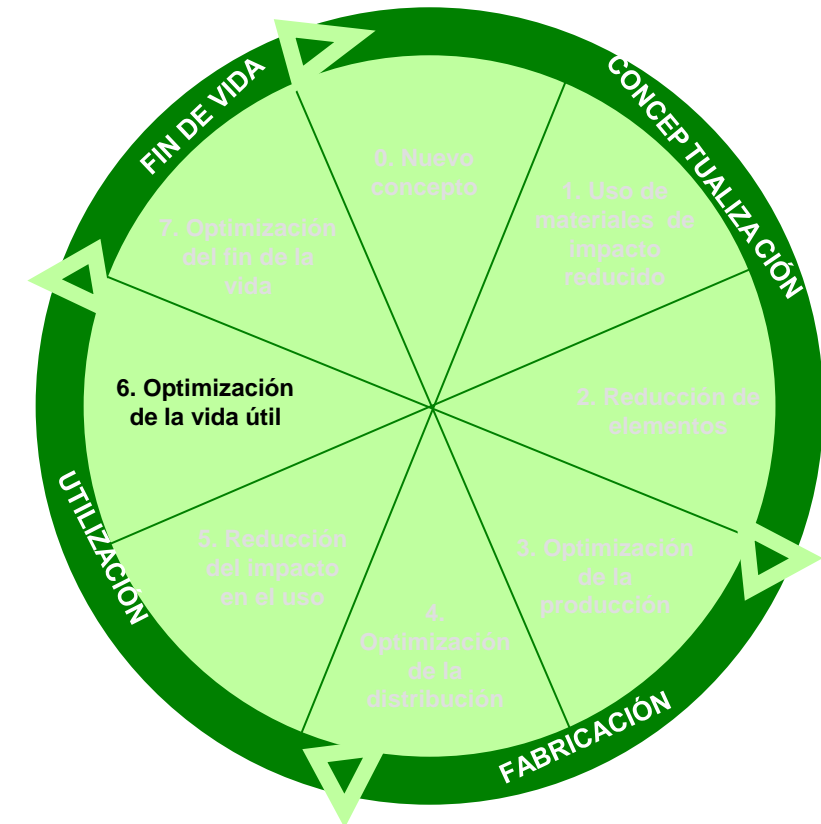 FIN DE VIDA
CONCEPTUALIZACIÓN
0. Nuevo
concepto
1. Uso de
materiales de
impacto
reducido
7. Optimización
del fin de la
vida
6. Optimización
de la vida útil
2. Reducción de
elementos
UTILIZACIÓN
5. Reducción
del impacto
en el uso
3. Optimización
de la
producción
4.
Optimización
de la
distribución
FABRICACIÓN